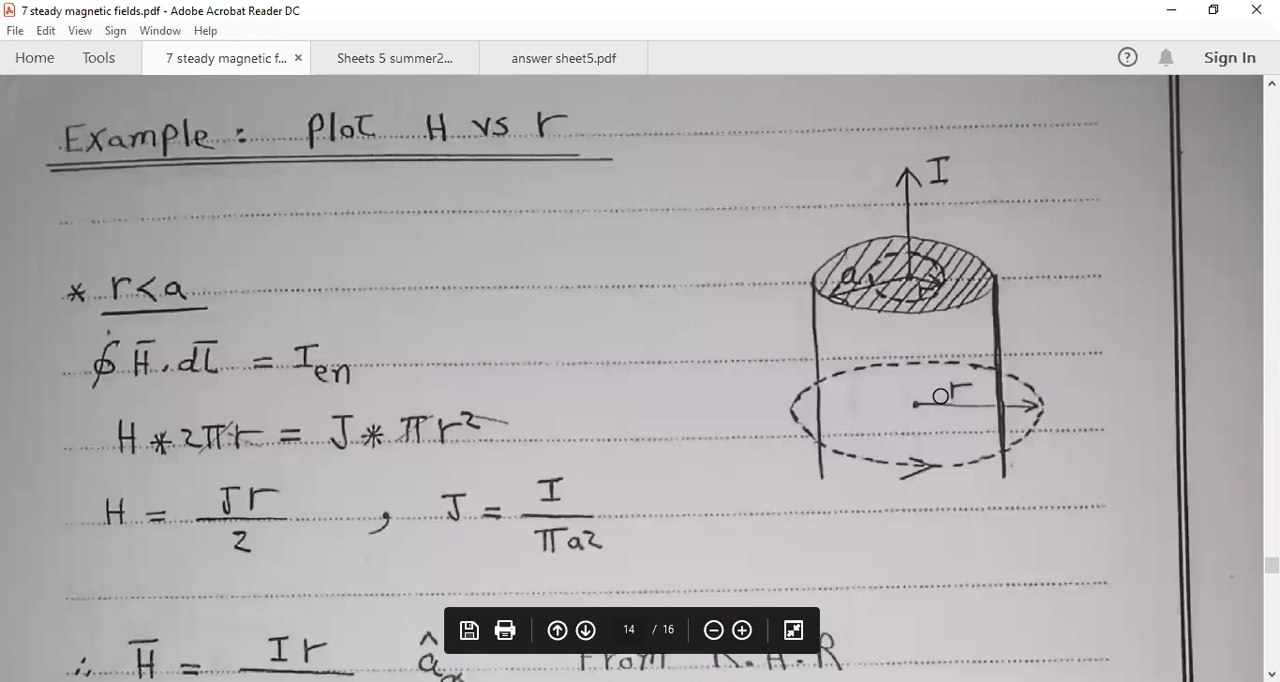 7 steady magnetic fields.pdf - Adobe Acrobat Reader DC
File Edit View Sign Window Help
Home Tools 7 steady magnetic f... × Sheets 5 summer2... answer sheet5.pdf ? Sign In
Example: Plot H vs r
I
* r<a
a r
∮ H̅ . dl̅ = I_en
r
H * 2πr = J * πr²
H = Jr / 2 , J = I / πa2
14 / 16
∴ H̅ = Ir â From R.H.R